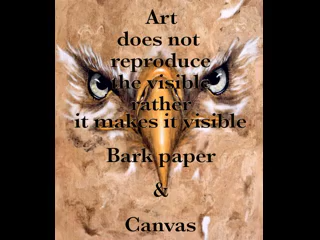 Art
does not
reproduce
the visible
rather
it makes it visible
Bark paper
&
Canvas